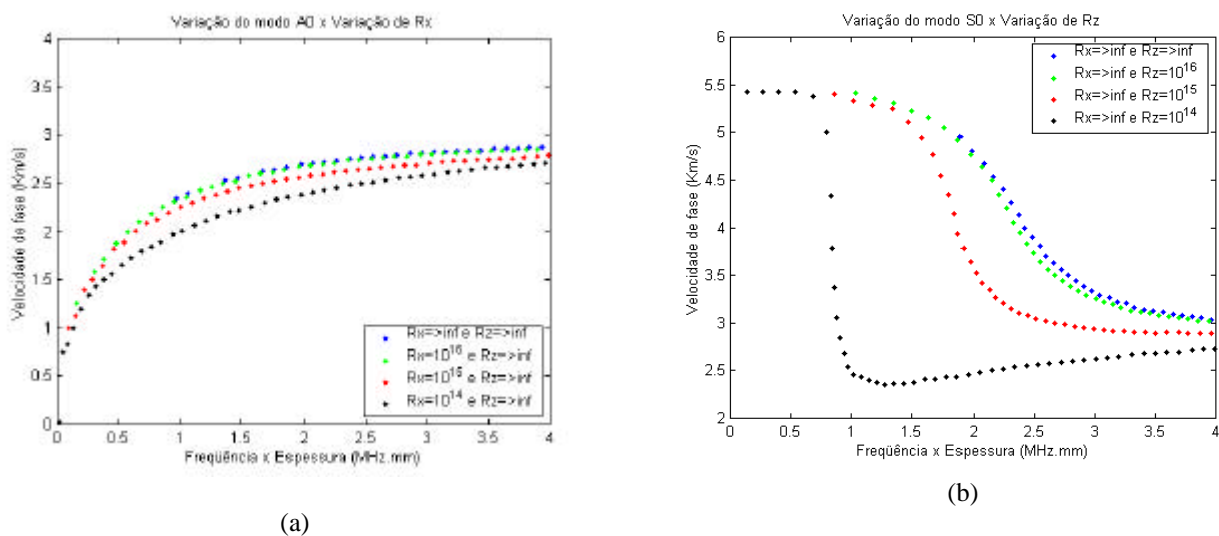 Variação do modo A0 x Variação de Rx
4
3.5
3
2.5
2
1.5
1
0.5
0
Velocidade de fase (Km/s)
Rx=>inf e Rz=>inf
Rx=10^16 e Rz=>inf
Rx=10^15 e Rz=>inf
Rx=10^14 e Rz=>inf
0 0.5 1 1.5 2 2.5 3 3.5 4
Freqüência x Espessura (MHz.mm)
(a)
Variação do modo S0 x Variação de Rz
6
5.5
5
4.5
4
3.5
3
2.5
2
Velocidade de fase (Km/s)
Rx=>inf e Rz=>inf
Rx=>inf e Rz=10^16
Rx=>inf e Rz=10^15
Rx=>inf e Rz=10^14
0 0.5 1 1.5 2 2.5 3 3.5 4
Freqüência x Espessura (MHz.mm)
(b)